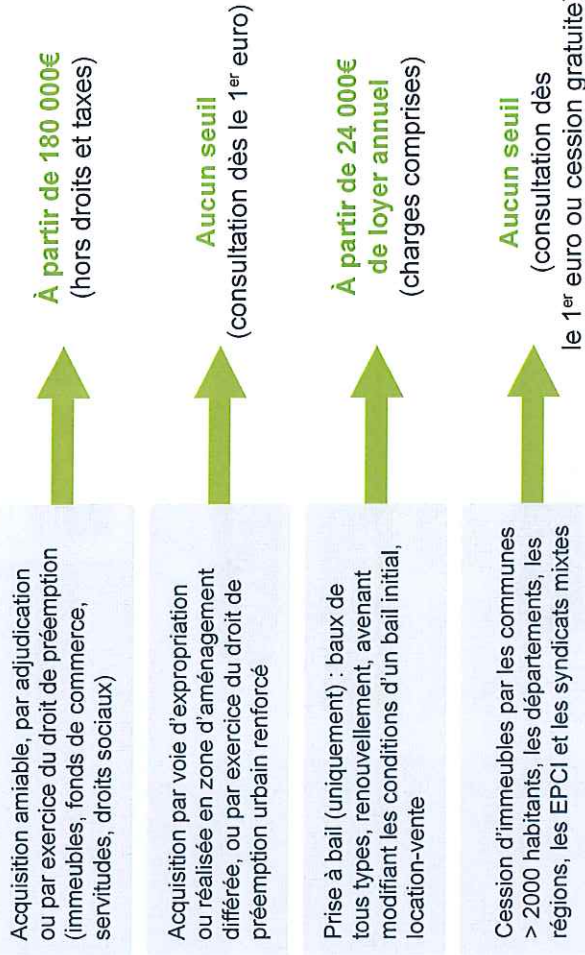 Acquisition amiable, par adjudication
ou par exercice du droit de préemption
(immeubles, fonds de commerce,
servitudes, droits sociaux)
À partir de 180 000€
(hors droits et taxes)
Acquisition par voie d'expropriation
ou réalisée en zone d'aménagement
différée, ou par exercice du droit de
préemption urbain renforcé
Aucun seuil
(consultation dès le 1er euro)
Prise à bail (uniquement) : baux de
tous types, renouvellement, avenant
modifiant les conditions d'un bail initial,
location-vente
À partir de 24 000€
de loyer annuel
(charges comprises)
Cession d'immeubles par les communes
> 2000 habitants, les départements, les
régions, les EPCI et les syndicats mixtes
Aucun seuil
(consultation dès
le 1er euro ou cession gratuite)